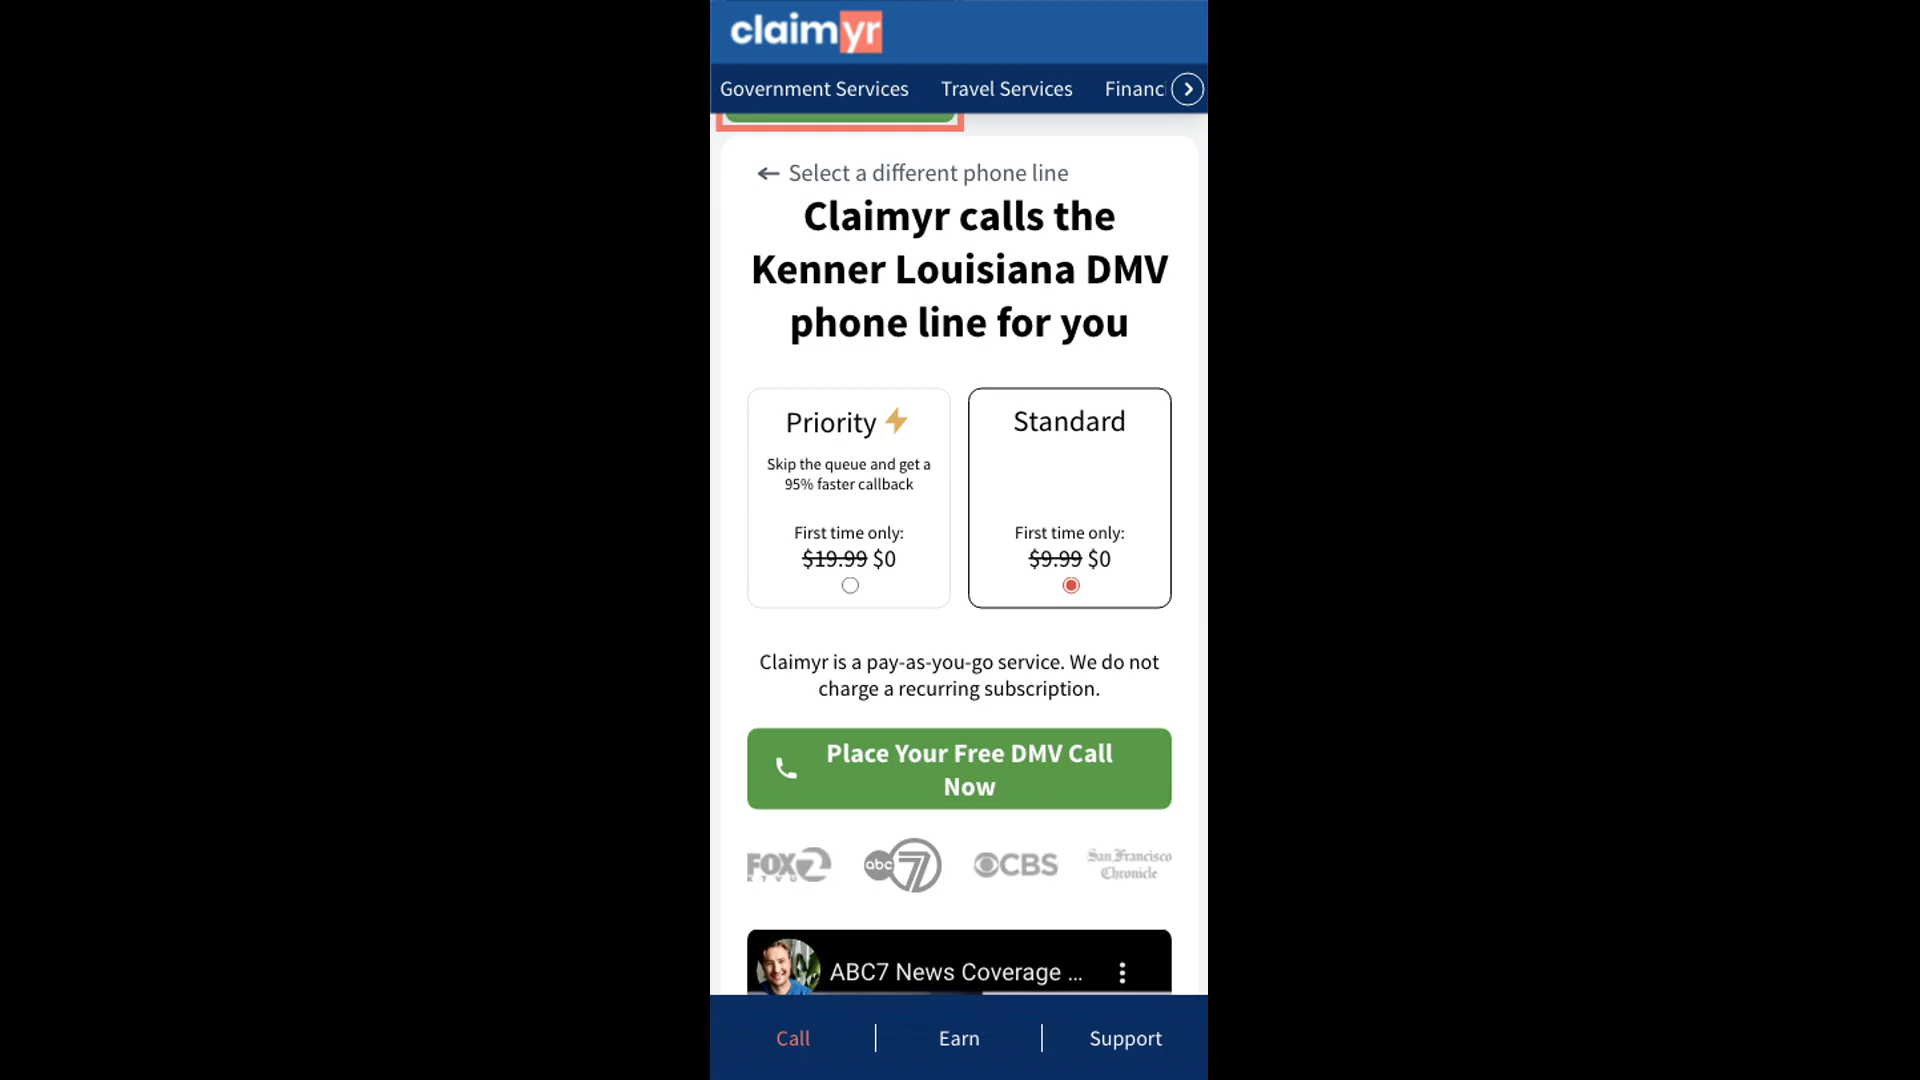 claimyr
Government Services Travel Services Financ
Select a different phone line
Claimyr calls the
Kenner Louisiana DMV
phone line for you
Priority
Skip the queue and get a
95% faster callback
First time only:
$19.99 $0
Standard
First time only:
$9.99 $0
Claimyr is a pay-as-you-go service. We do not
charge a recurring subscription.
Place Your Free DMV Call
Now
FOX 2
KTVU
abc 7
CBS
San Francisco
Chronicle
ABC7 News Coverage ...
Call Earn Support